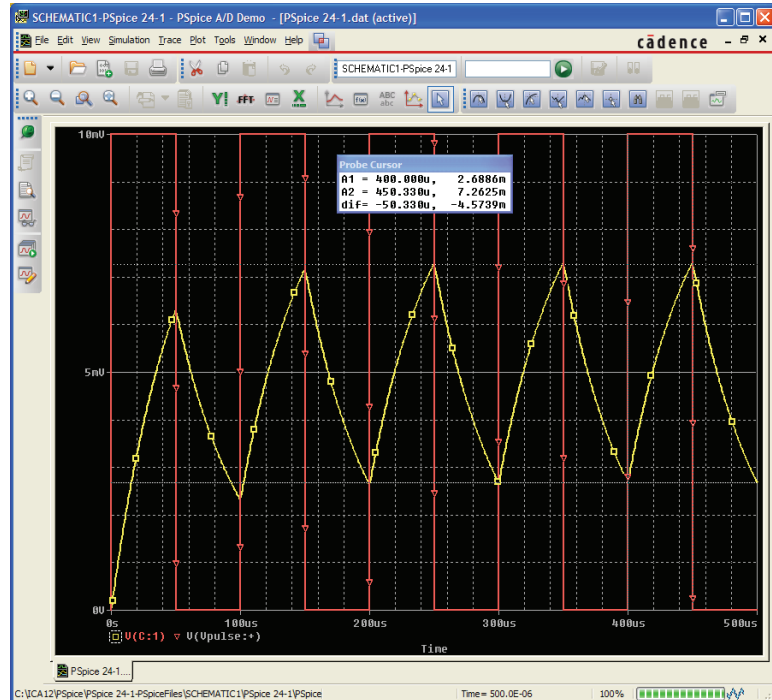 SCHEMATIC1-PSpice 24-1 - PSpice A/D Demo - [PSpice 24-1.dat (active)]
File Edit View Simulation Trace Plot Tools Window Help
cādence
SCHEMATIC1-PSpice 24-1
FFT
ABC
abc
10mV
Probe Cursor
A1 = 400.000u, 2.6886m
A2 = 450.330u, 7.2625m
dif= -50.330u, -4.5739m
5mV
0V
0s 100us 200us 300us 400us 500us
V(C:1) V(Vpulse:+)
Time
PSpice 24-1....
C:\ICA12\PSpice\PSpice 24-1-PSpiceFiles\SCHEMATIC1\PSpice 24-1\PSpice Time= 500.0E-06 100%